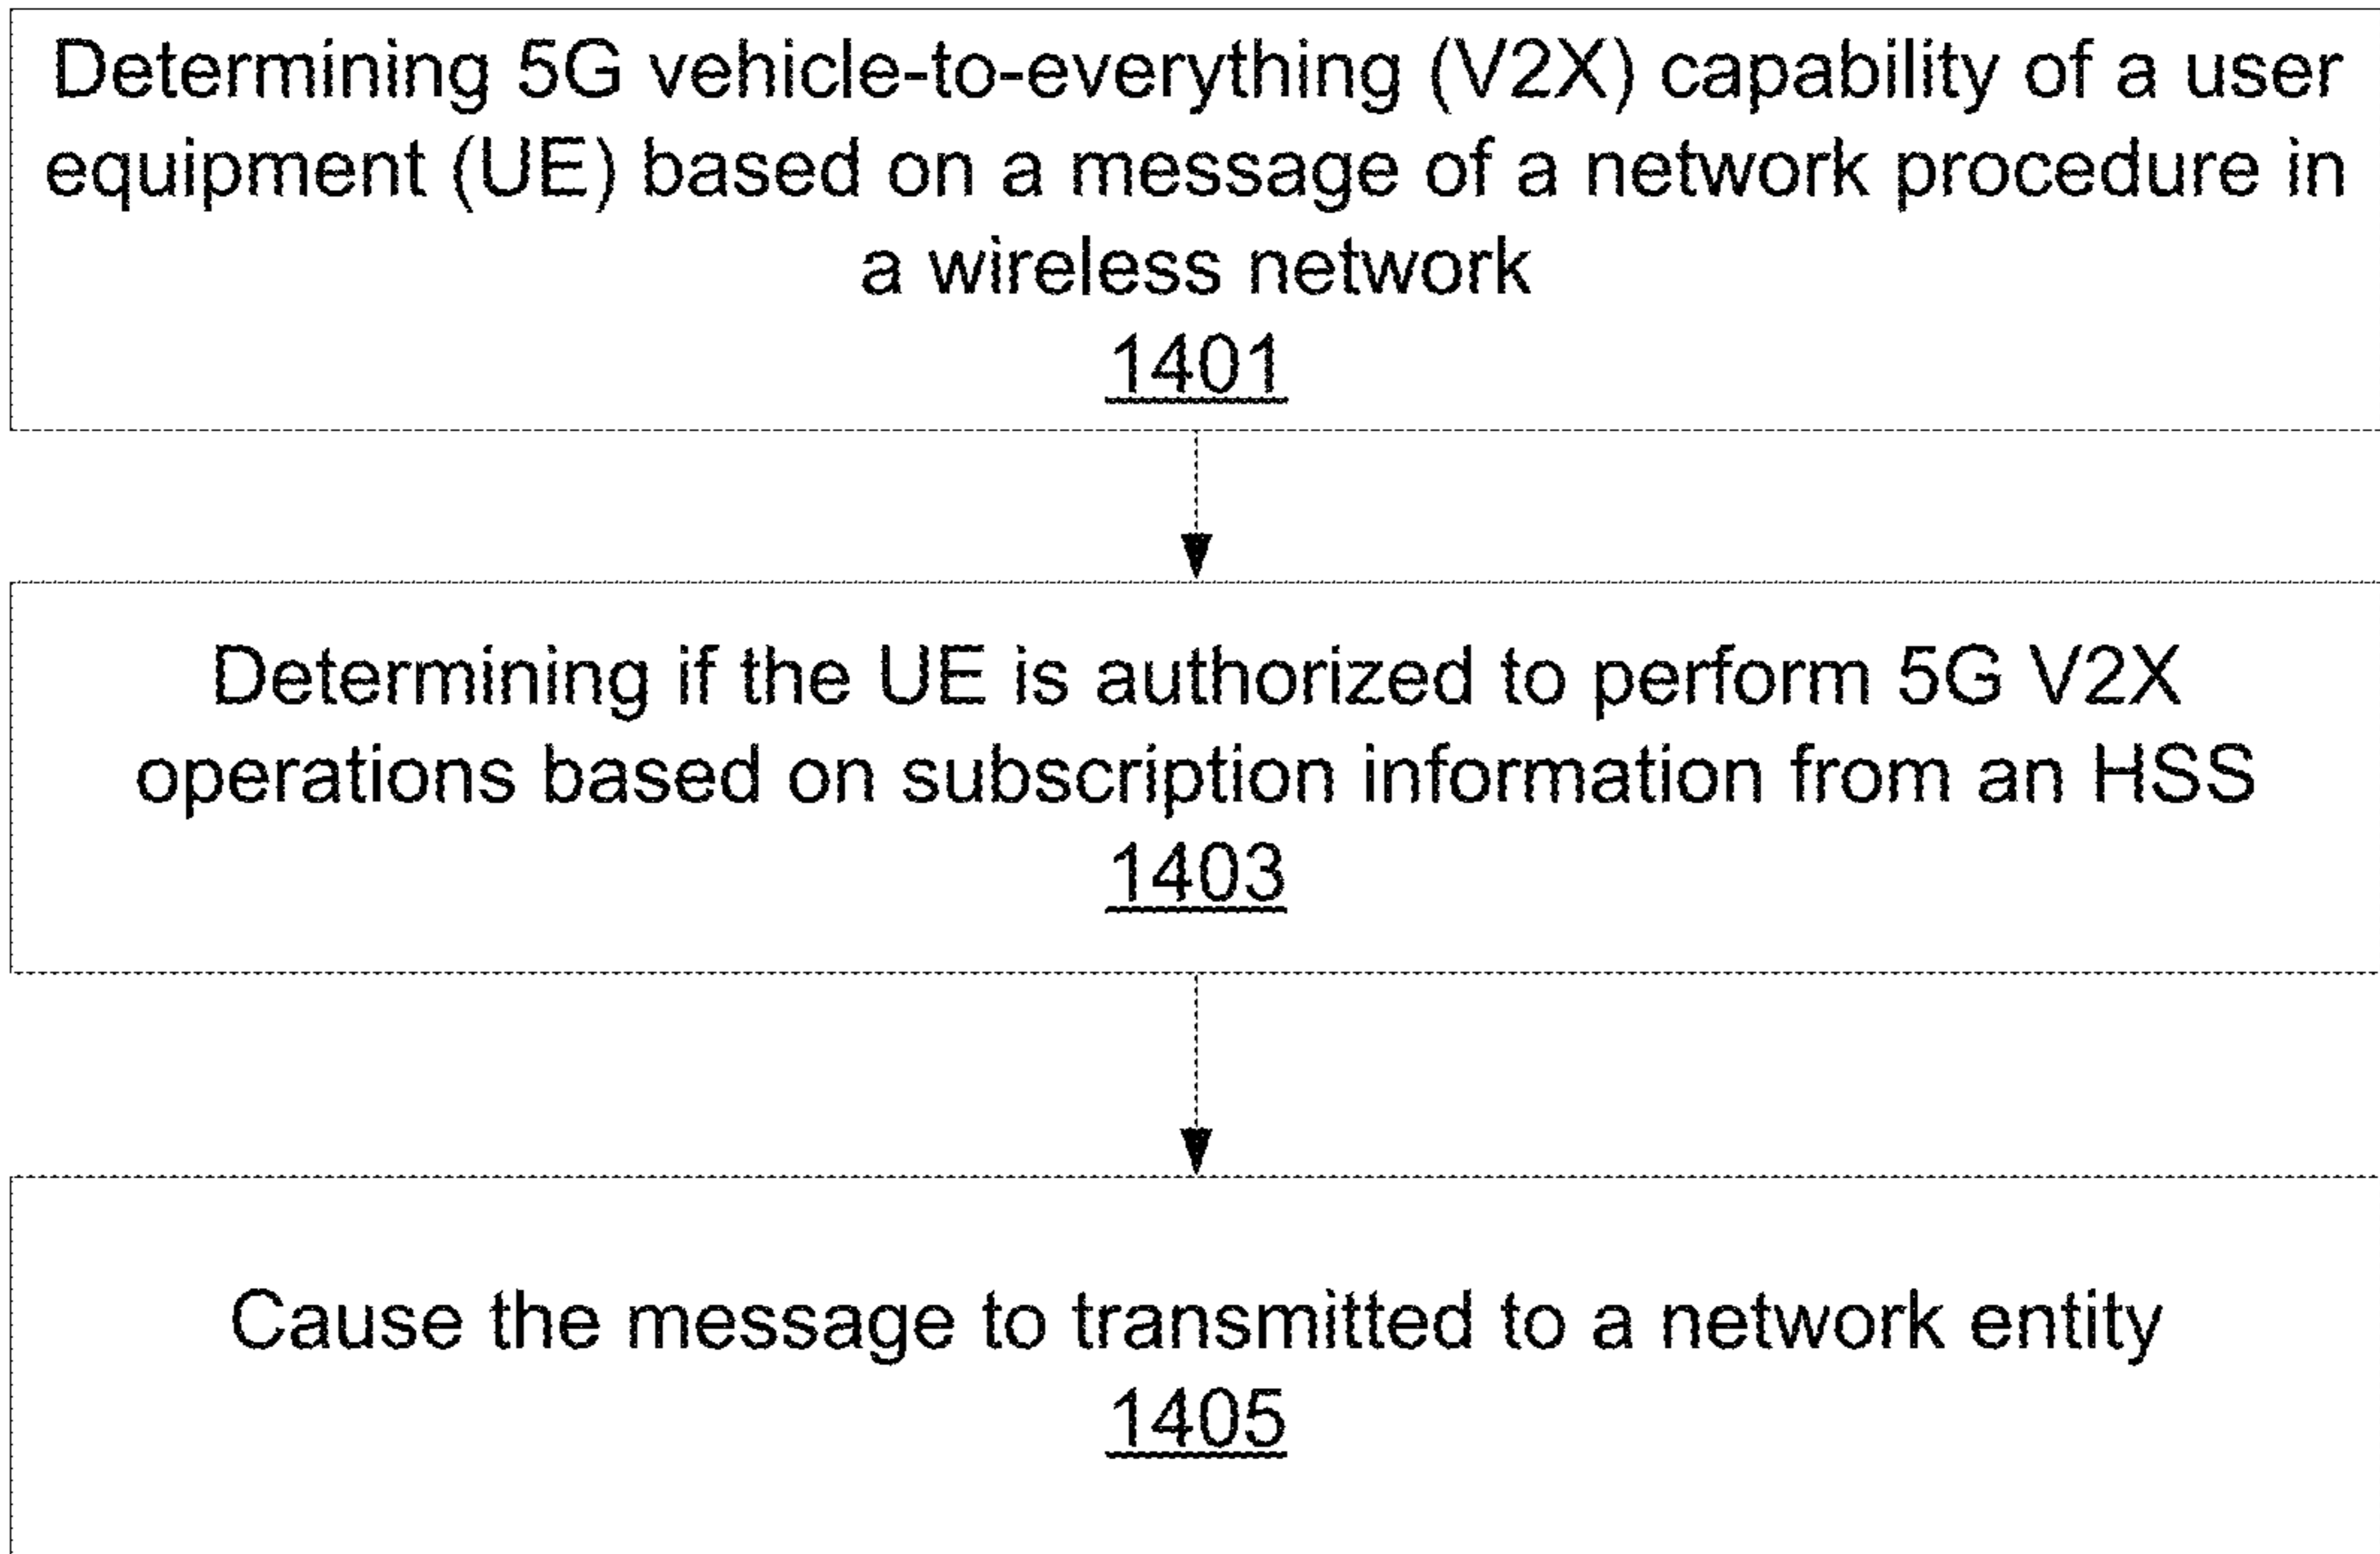 Determining 5G vehicle-to-everything (V2X) capability of a user
equipment (UE) based on a message of a network procedure in
a wireless network
1401
Determining if the UE is authorized to perform 5G V2X
operations based on subscription information from an HSS
1403
Cause the message to transmitted to a network entity
1405